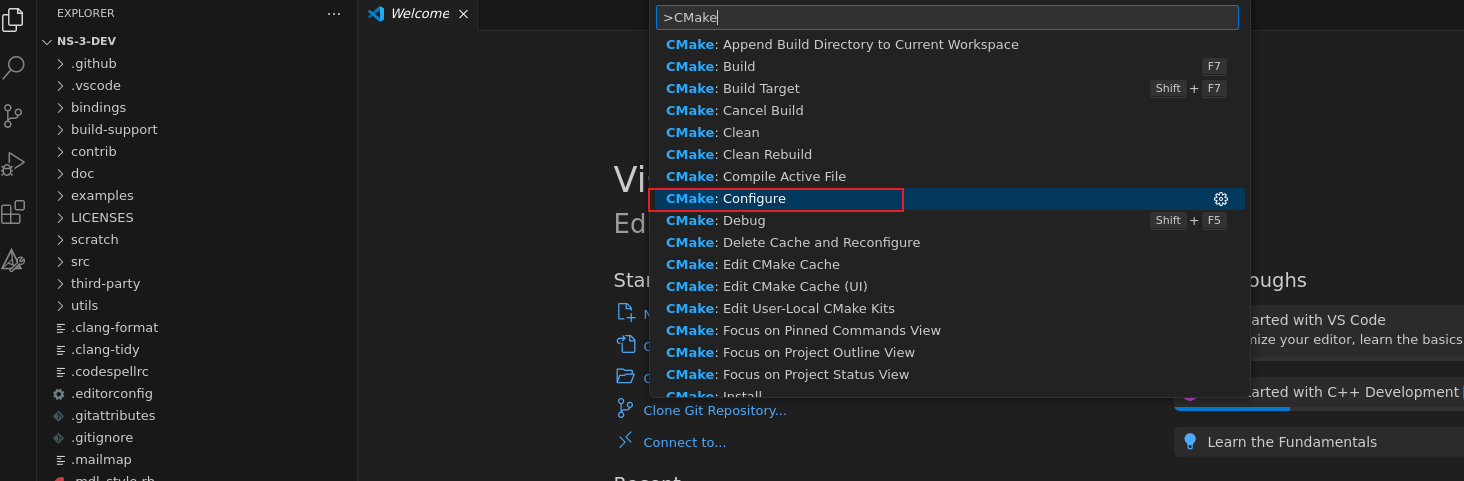 EXPLORER
NS-3-DEV
.github
.vscode
bindings
build-support
contrib
doc
examples
LICENSES
scratch
src
third-party
utils
.clang-format
.clang-tidy
.codespellrc
.editorconfig
.gitattributes
.gitignore
.mailmap
.mdl_style.rb
Welcome
>CMake
CMake: Append Build Directory to Current Workspace
CMake: Build F7
CMake: Build Target Shift + F7
CMake: Cancel Build
CMake: Clean
CMake: Clean Rebuild
CMake: Compile Active File
CMake: Configure
CMake: Debug Shift + F5
CMake: Delete Cache and Reconfigure
CMake: Edit CMake Cache
CMake: Edit CMake Cache (UI)
CMake: Edit User-Local CMake Kits
CMake: Focus on Pinned Commands View
CMake: Focus on Project Outline View
CMake: Focus on Project Status View
CMake: Install
Vi
Ed
Star
Clone Git Repository...
Connect to...
Recent
oughs
arted with VS Code
mize your editor, learn the basics
arted with C++ Development
Learn the Fundamentals